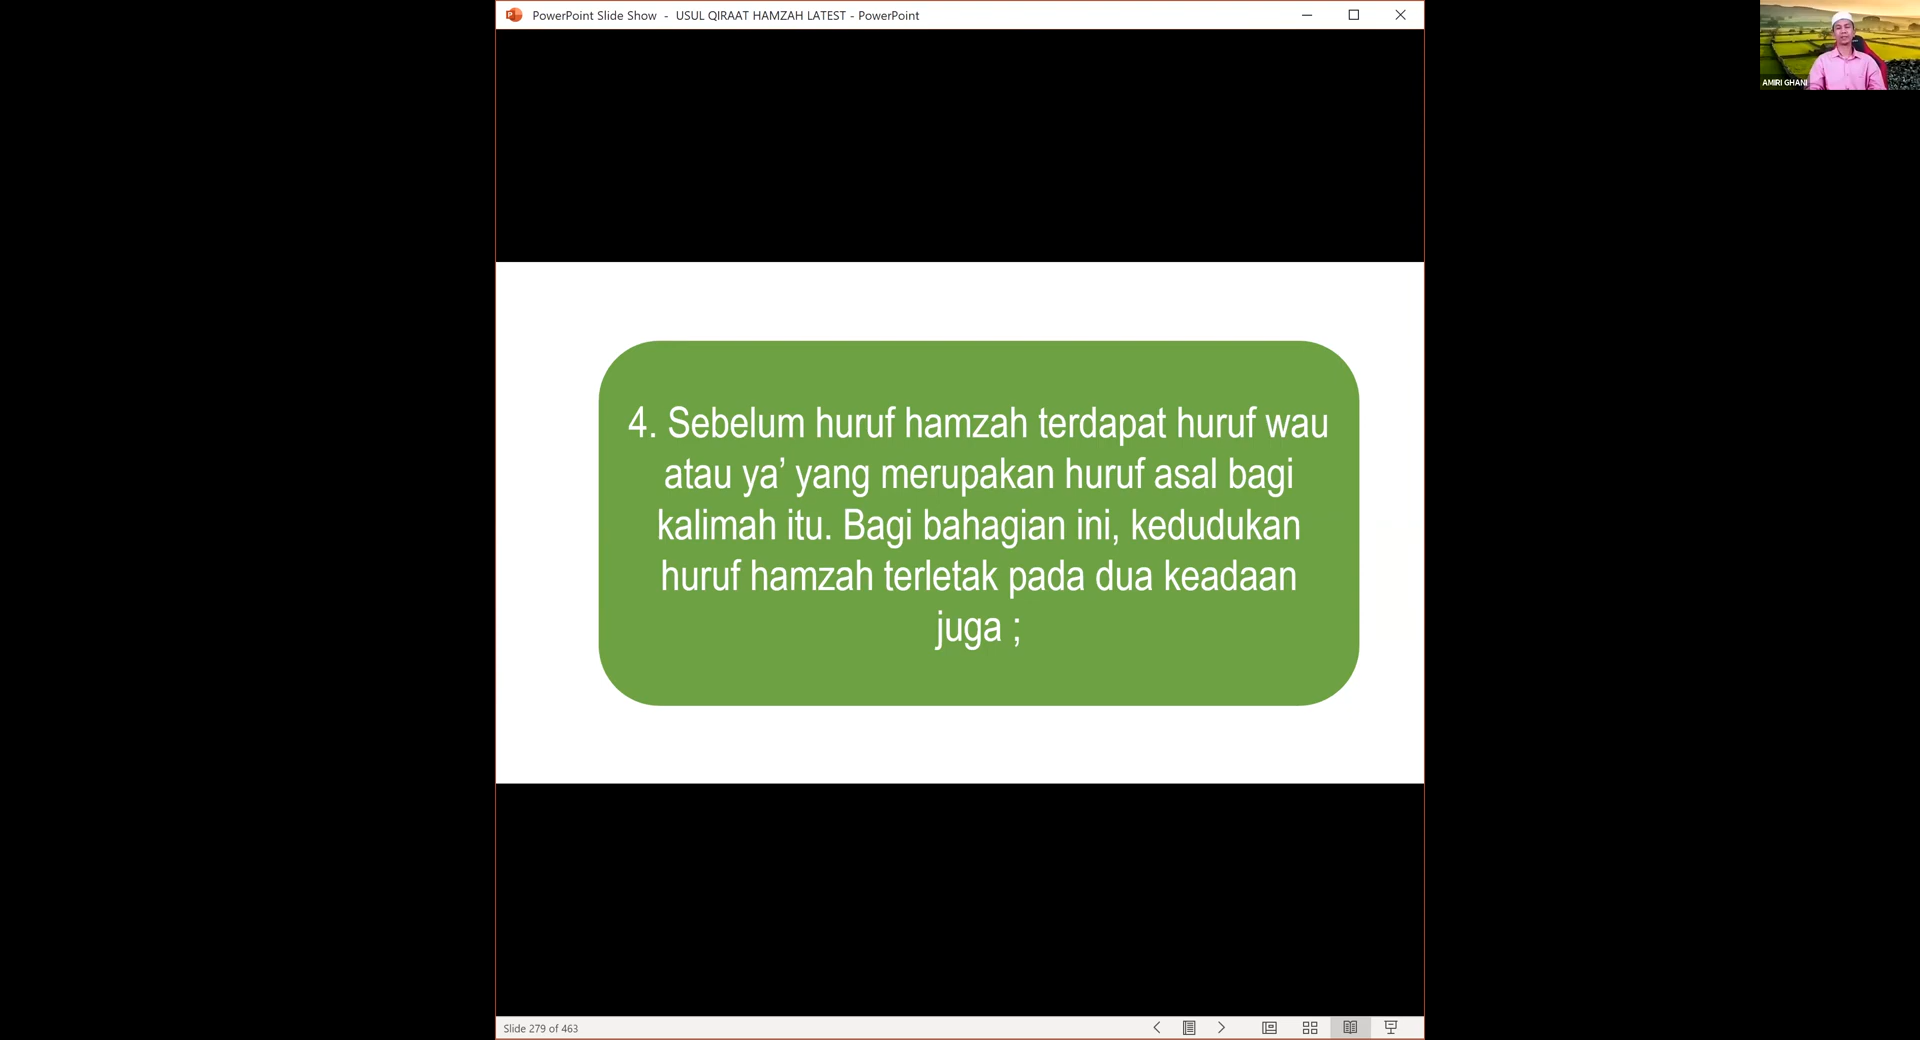 PowerPoint Slide Show - USUL QIRAAT HAMZAH LATEST - PowerPoint
AMIRI GHANI
4. Sebelum huruf hamzah terdapat huruf wau
atau ya’ yang merupakan huruf asal bagi
kalimah itu. Bagi bahagian ini, kedudukan
huruf hamzah terletak pada dua keadaan
juga ;
Slide 279 of 463